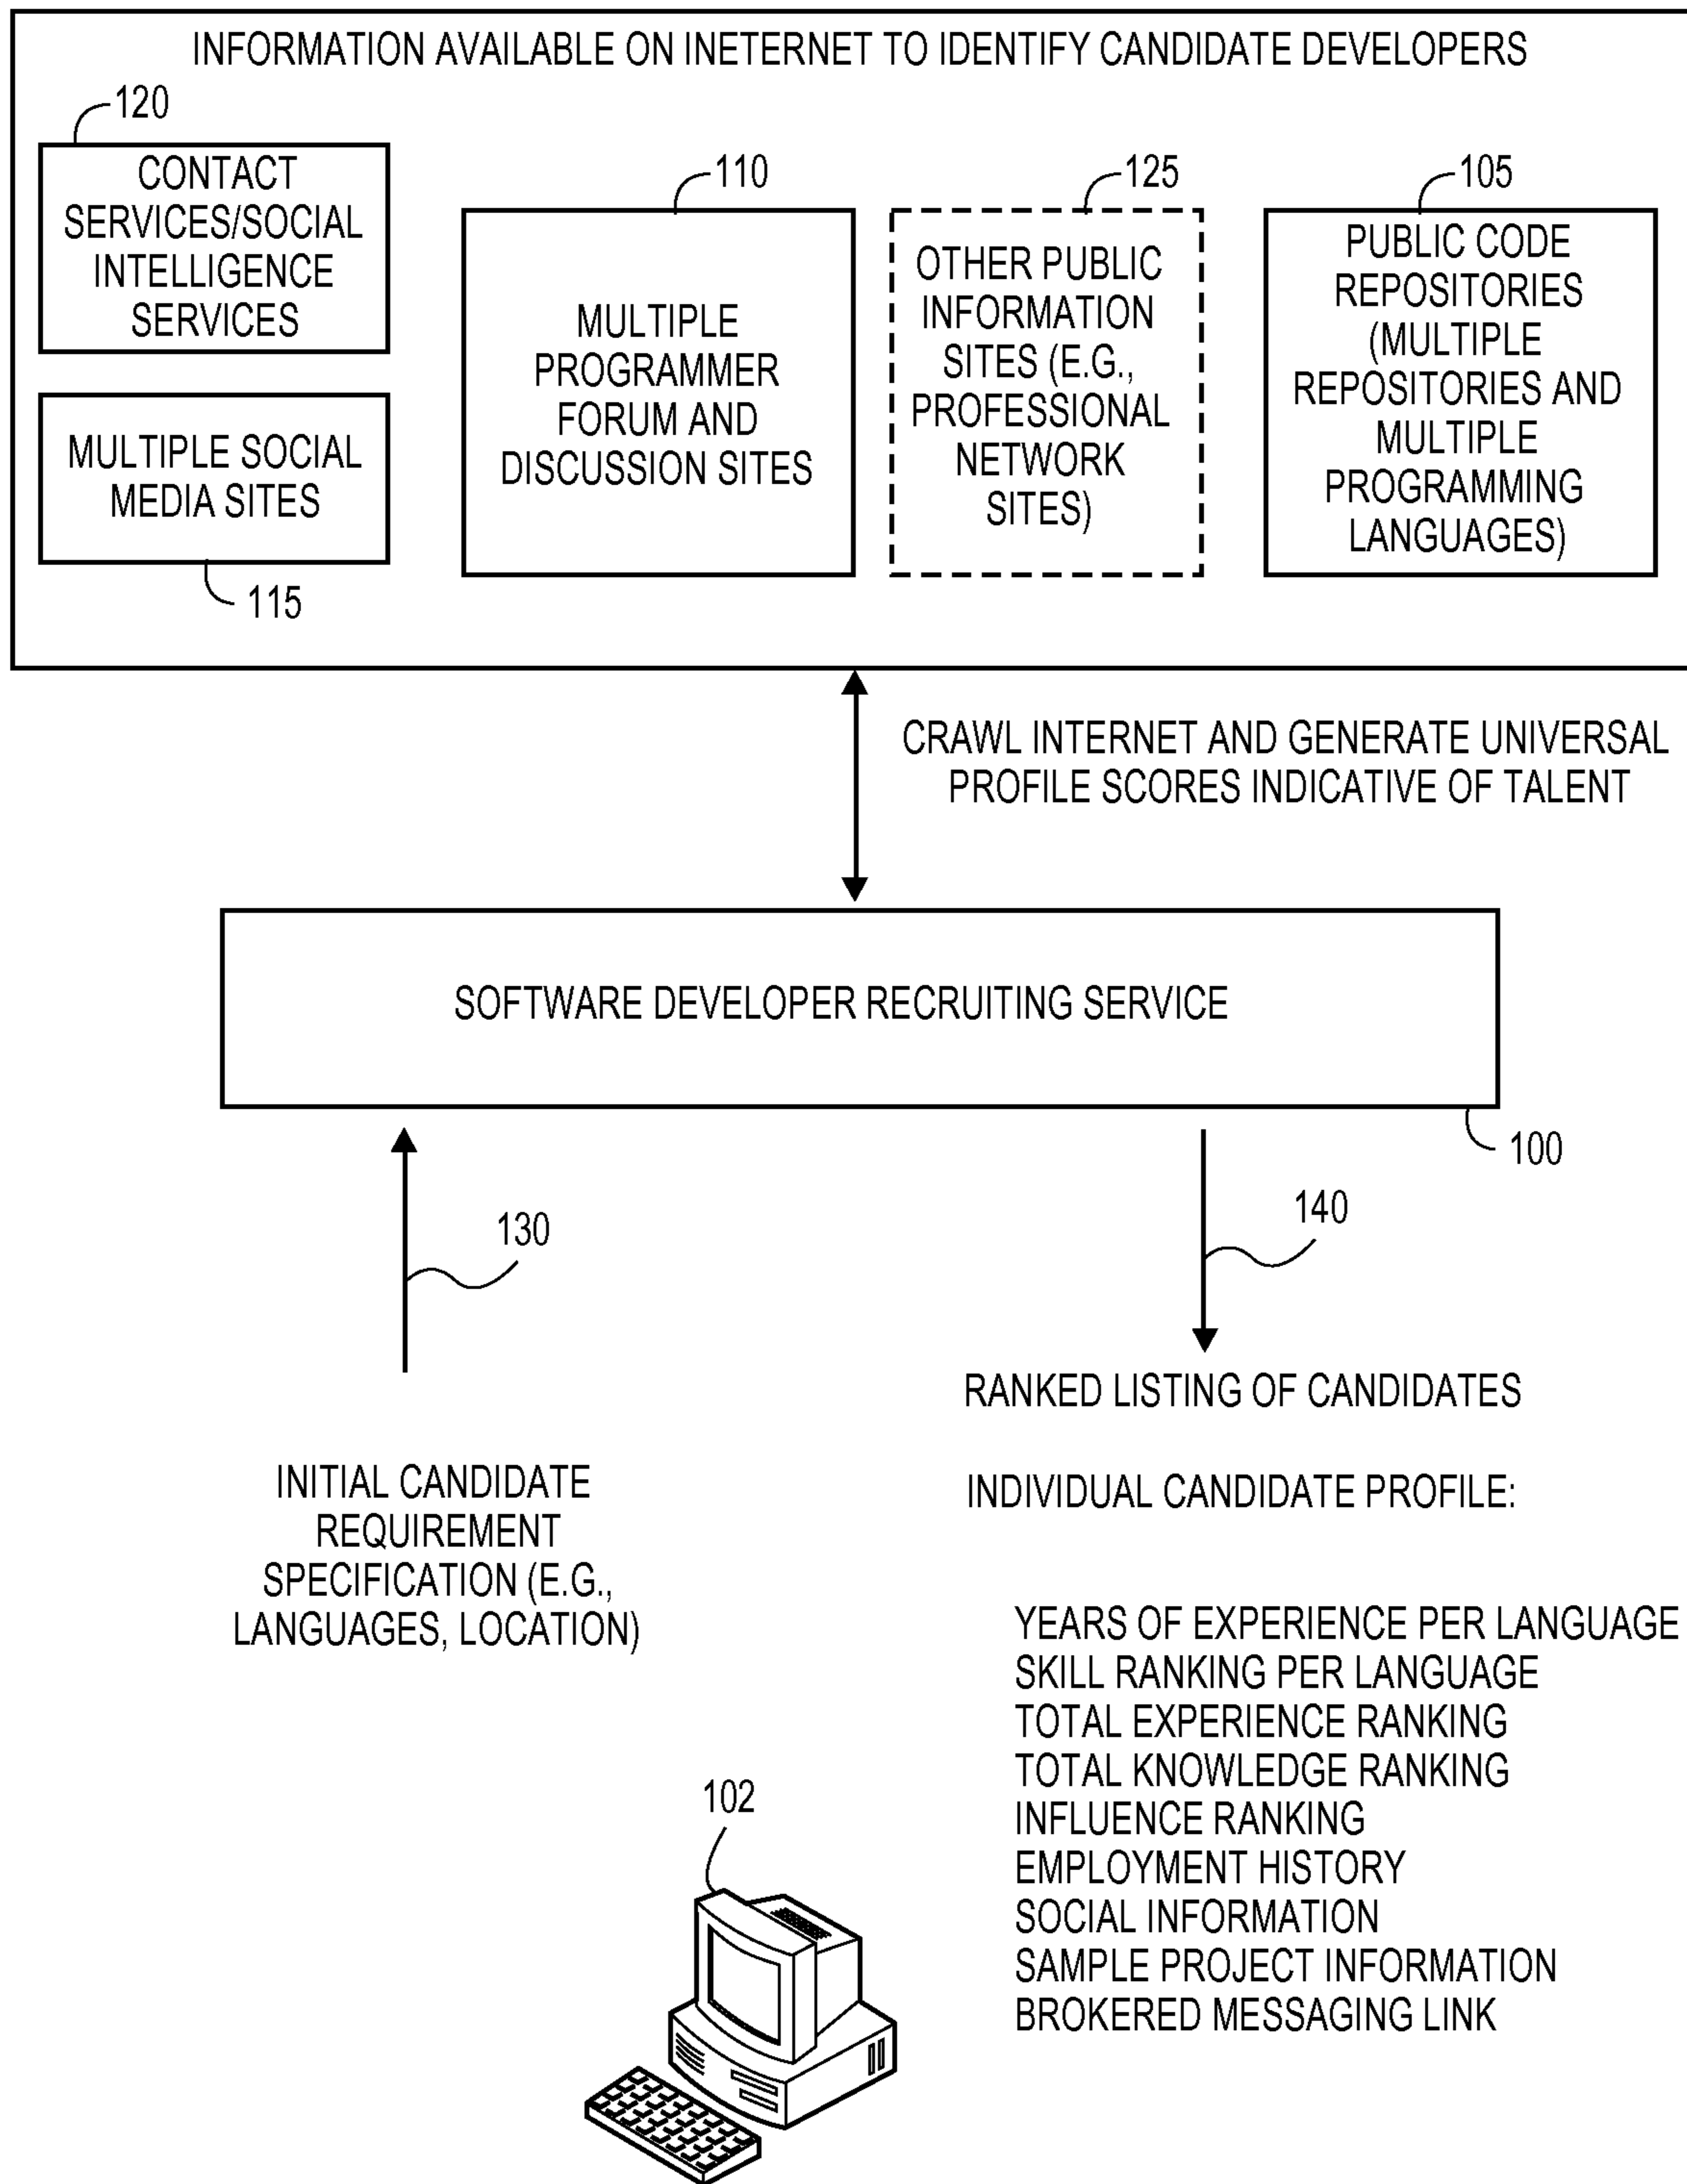 INFORMATION AVAILABLE ON INETERNET TO IDENTIFY CANDIDATE DEVELOPERS
120
CONTACT
SERVICES/SOCIAL
INTELLIGENCE
SERVICES
MULTIPLE SOCIAL
MEDIA SITES
115
110
MULTIPLE
PROGRAMMER
FORUM AND
DISCUSSION SITES
125
OTHER PUBLIC
INFORMATION
SITES (E.G.,
PROFESSIONAL
NETWORK
SITES)
105
PUBLIC CODE
REPOSITORIES
(MULTIPLE
REPOSITORIES AND
MULTIPLE
PROGRAMMING
LANGUAGES)
CRAWL INTERNET AND GENERATE UNIVERSAL
PROFILE SCORES INDICATIVE OF TALENT
SOFTWARE DEVELOPER RECRUITING SERVICE
100
130
140
INITIAL CANDIDATE
REQUIREMENT
SPECIFICATION (E.G.,
LANGUAGES, LOCATION)
RANKED LISTING OF CANDIDATES
INDIVIDUAL CANDIDATE PROFILE:
YEARS OF EXPERIENCE PER LANGUAGE
SKILL RANKING PER LANGUAGE
TOTAL EXPERIENCE RANKING
TOTAL KNOWLEDGE RANKING
INFLUENCE RANKING
EMPLOYMENT HISTORY
SOCIAL INFORMATION
SAMPLE PROJECT INFORMATION
BROKERED MESSAGING LINK
102